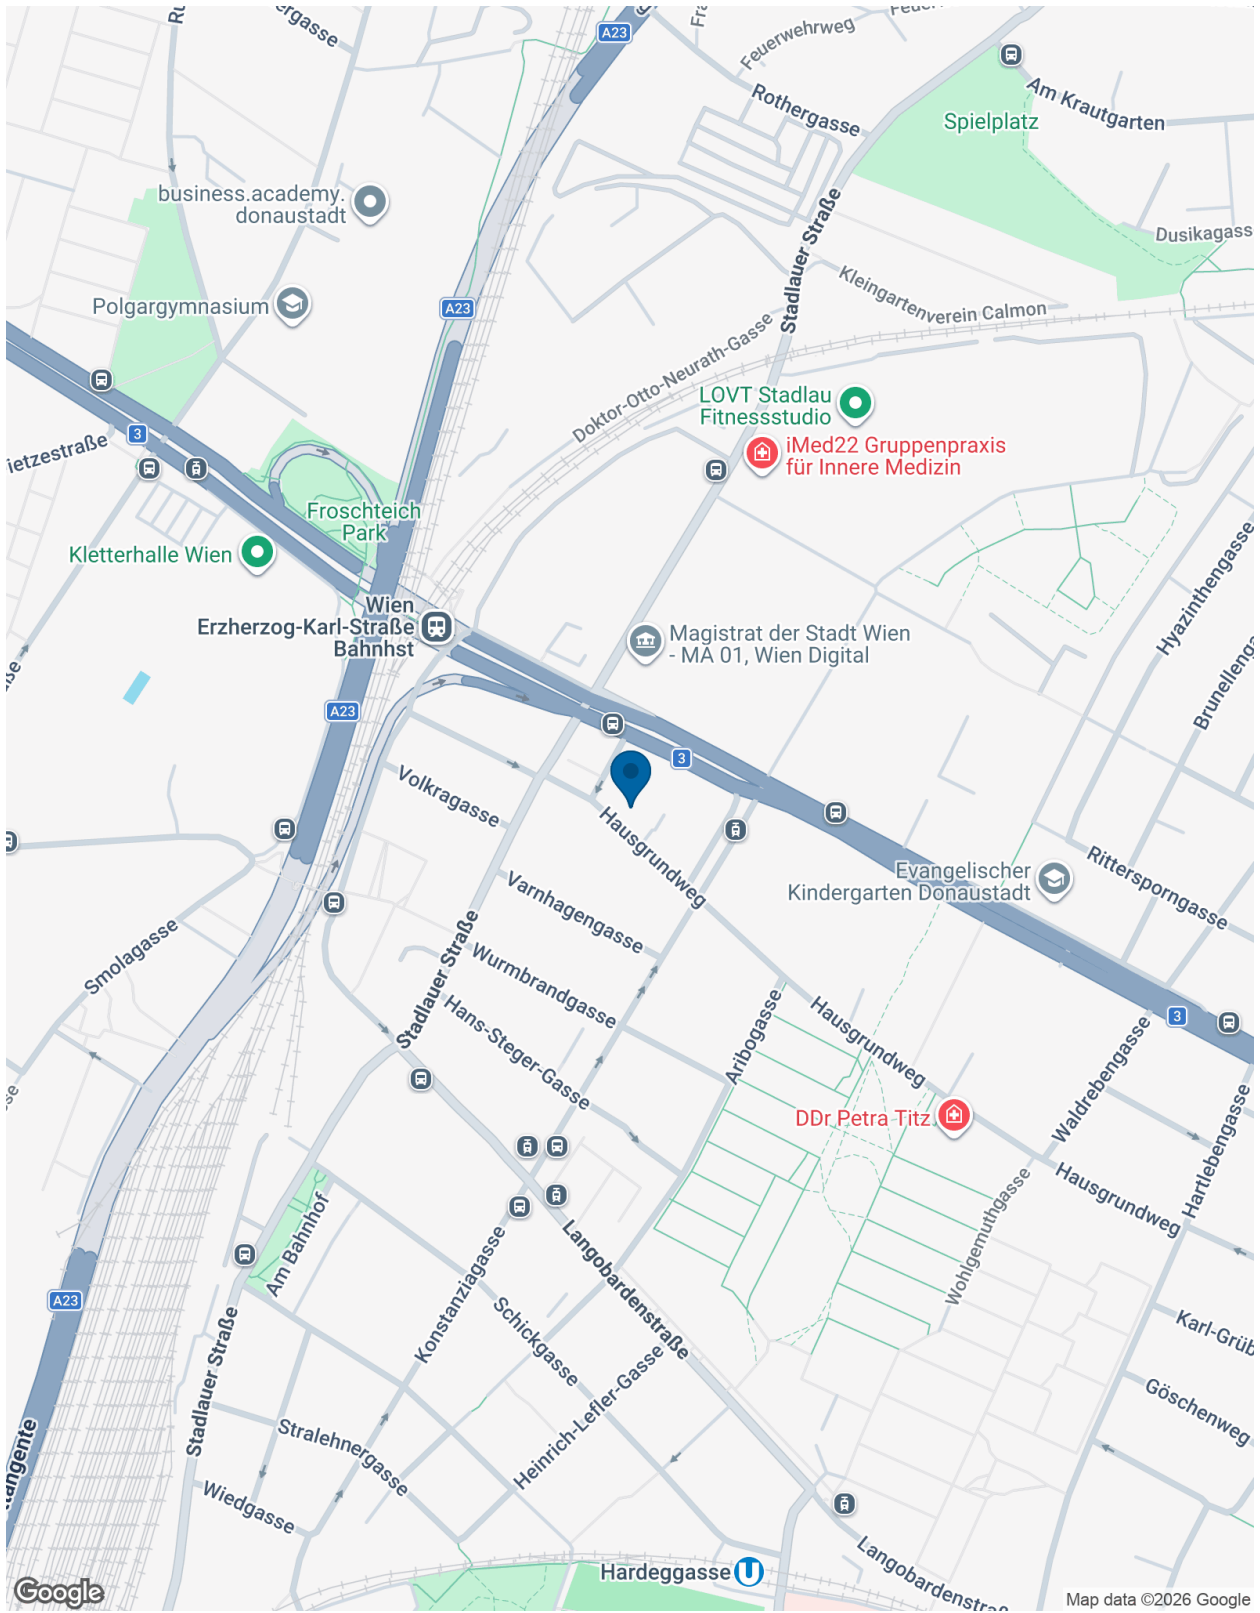 A23
Feuerwehrweg
Rothergasse
Am Krautgarten
Spielplatz
business.academy.
donaustadt
Stadlauer Straße
Dusikagasse
Kleingartenverein Calmon
Polgargymnasium
A23
Doktor-Otto-Neurath-Gasse
LOVT Stadlau
Fitnessstudio
3
iMed22 Gruppenpraxis
für Innere Medizin
Froschteich
Park
Kletterhalle Wien
Hyazinthengasse
Wien
Erzherzog-Karl-Straße
Bahnhst
Magistrat der Stadt Wien
- MA 01, Wien Digital
A23
3
Volkragasse
Hausgrundweg
Evangelischer
Kindergarten Donaustadt
Rittersporngasse
Varnhagengasse
Smolagasse
Stadlauer Straße
Wurmbrandgasse
Hans-Steger-Gasse
Aribogasse
Hausgrundweg
3
Waldrebengasse
DDr Petra Titz
Hartlebengasse
Hausgrundweg
Wohlgemuthgasse
Am Bahnhof
Konstanziagasse
Langobardenstraße
A23
Schickgasse
Karl-Grüb
Stadlauer Straße
Heinrich-Lefler-Gasse
Göschenweg
Stralehnergasse
Wiedgasse
Langobardenstraß
Hardeggasse U
Google
Map data ©2026 Google